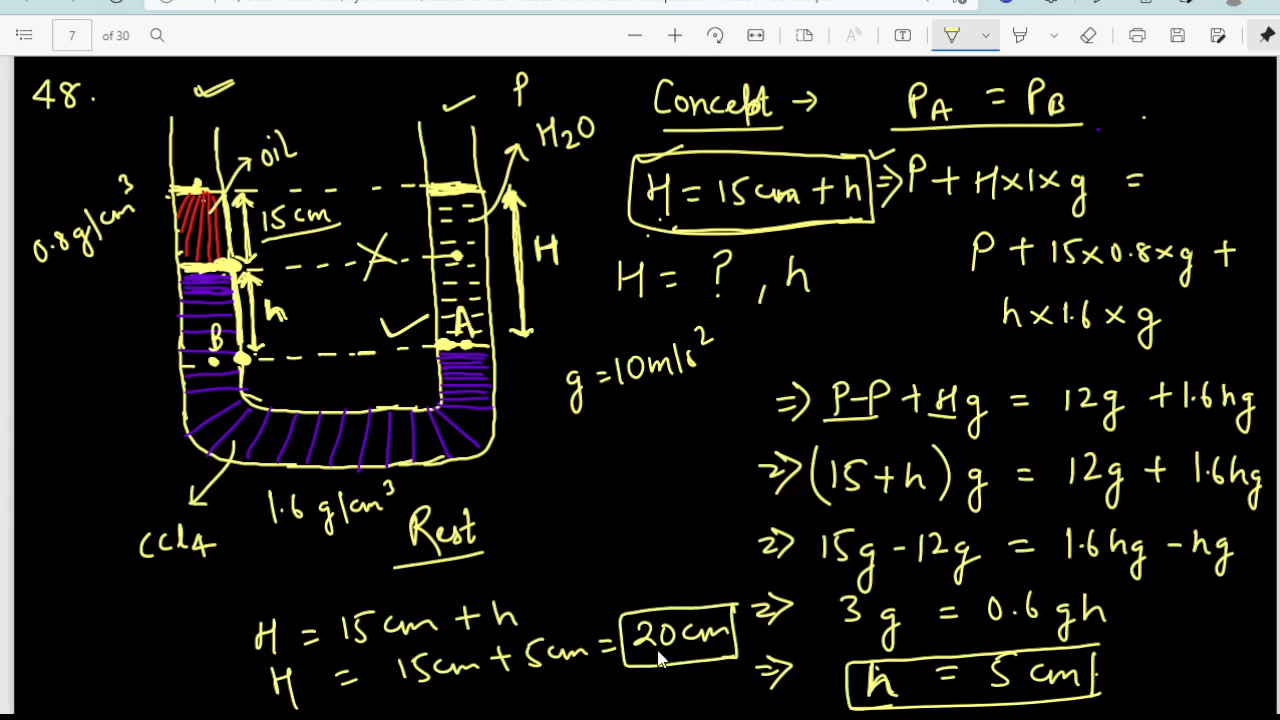 7 of 30
48.
P
H2O
oil
0.8g/cm³
15cm
H
h
A
B
1.6 g/cm³
CCl4
Rest
g = 10m/s²
Concept → PA = PB
H = 15cm + h ⇒ P + H×1×g =
P + 15×0.8×g +
h×1.6×g
H = ? , h
⇒ P-P + Hg = 12g + 1.6hg
⇒ (15+h)g = 12g + 1.6hg
⇒ 15g - 12g = 1.6hg - hg
⇒ 3g = 0.6gh
⇒ h = 5cm
H = 15cm + h
H = 15cm + 5cm = 20cm